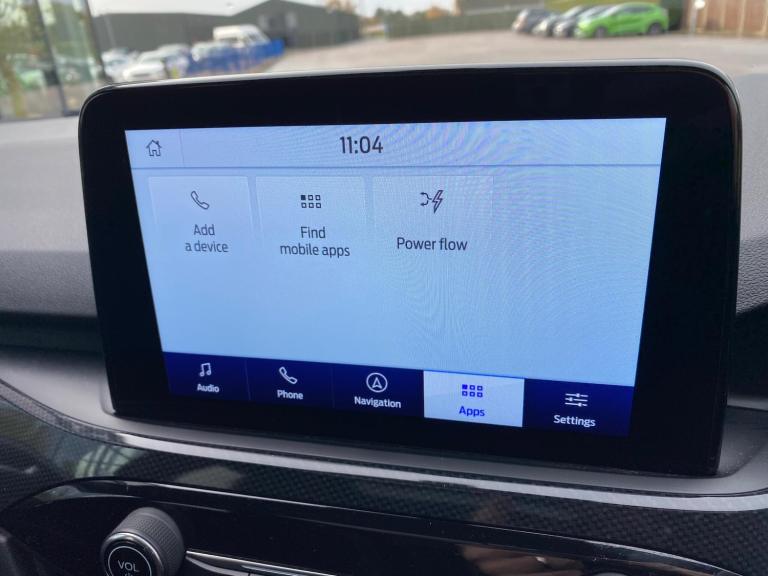 11:04
Add
a device
Find
mobile apps
Power flow
Audio
Phone
Navigation
Apps
Settings
VOL